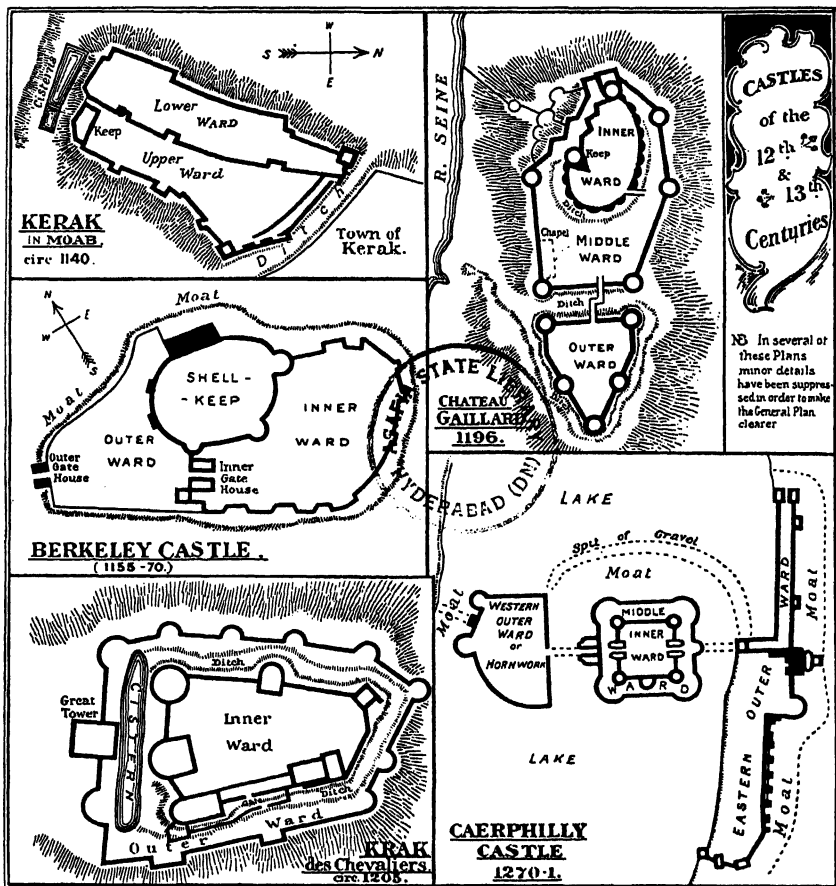 W
S
N
E
Cisterns
Lower
WARD
Keep
Upper
Ward
Ditch
KERAK
IN MOAB.
circ 1140.
Town of
Kerak.
R. SEINE
INNER
Keep
WARD
Ditch
Chapel
MIDDLE
WARD
Ditch
OUTER
WARD
CHATEAU
GAILLARD
1196.
CASTLES
of the
12th
&
13th
Centuries
NB In several of
these Plans
minor details
have been suppres-
sed in order to make
the General Plan
clearer
N
E
W
S
Moat
Moat
SHELL-
-KEEP
INNER
WARD
OUTER
WARD
Outer
Gate
House
Inner
Gate
House
BERKELEY CASTLE.
(1155-70.)
STATE LIBRARY
HYDERABAD (DN)
Ditch
CISTERN
Great
Tower
Inner
Ward
Gate
Ditch
Outer Ward
KRAK
des Chevaliers.
circ. 1205.
LAKE
Spit of Gravel
Moat
Moat
WESTERN
OUTER
WARD
or
HORNWORK
MIDDLE
INNER
WARD
WARD
WARD
Moat
EASTERN OUTER
Moat
LAKE
CAERPHILLY
CASTLE
1270-1.